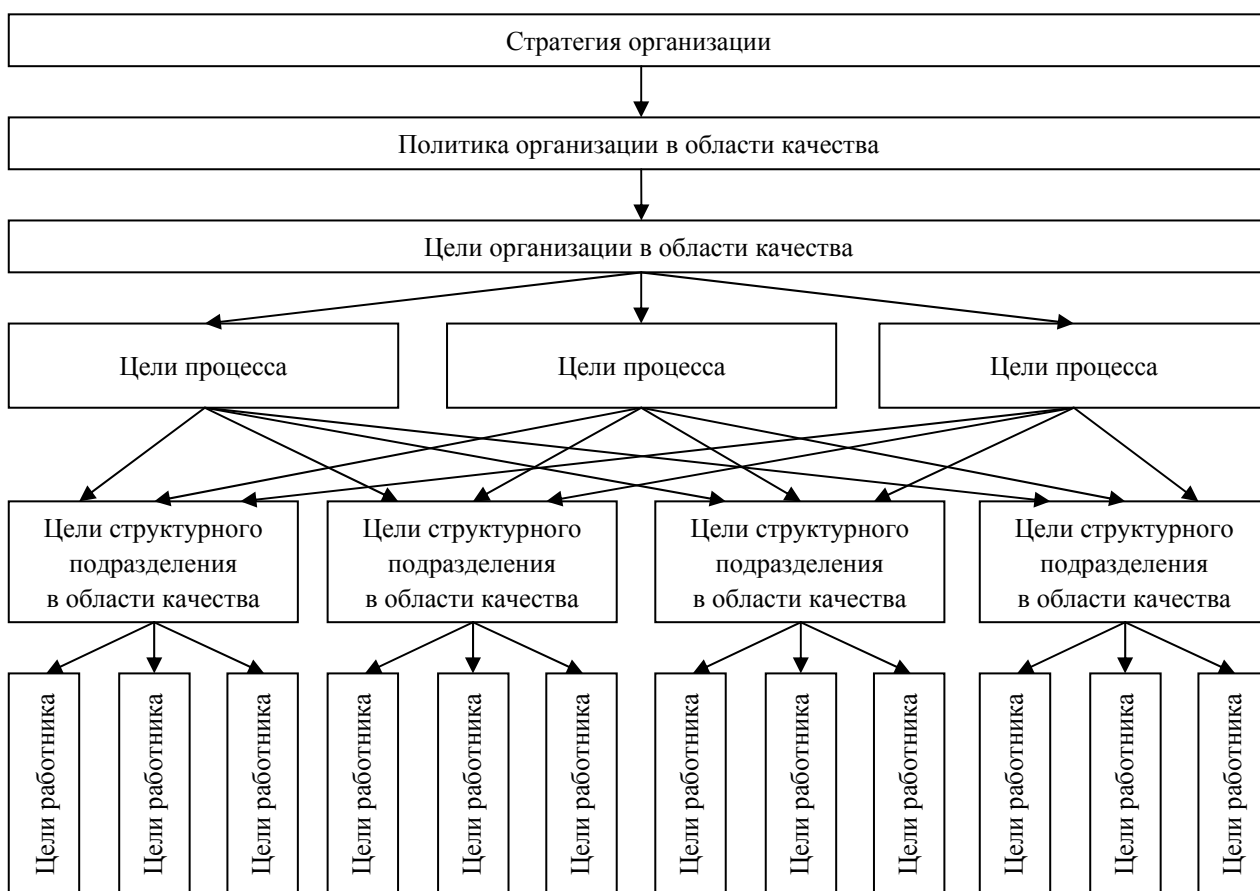 Стратегия организации
Политика организации в области качества
Цели организации в области качества
Цели процесса
Цели процесса
Цели процесса
Цели структурного
подразделения
в области качества
Цели структурного
подразделения
в области качества
Цели структурного
подразделения
в области качества
Цели структурного
подразделения
в области качества
Цели работника
Цели работника
Цели работника
Цели работника
Цели работника
Цели работника
Цели работника
Цели работника
Цели работника
Цели работника
Цели работника
Цели работника